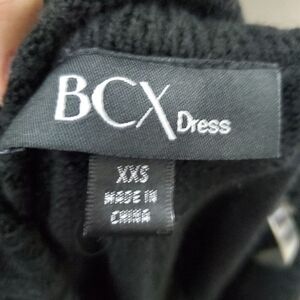 BCX Dress
XXS
MADE IN
CHINA